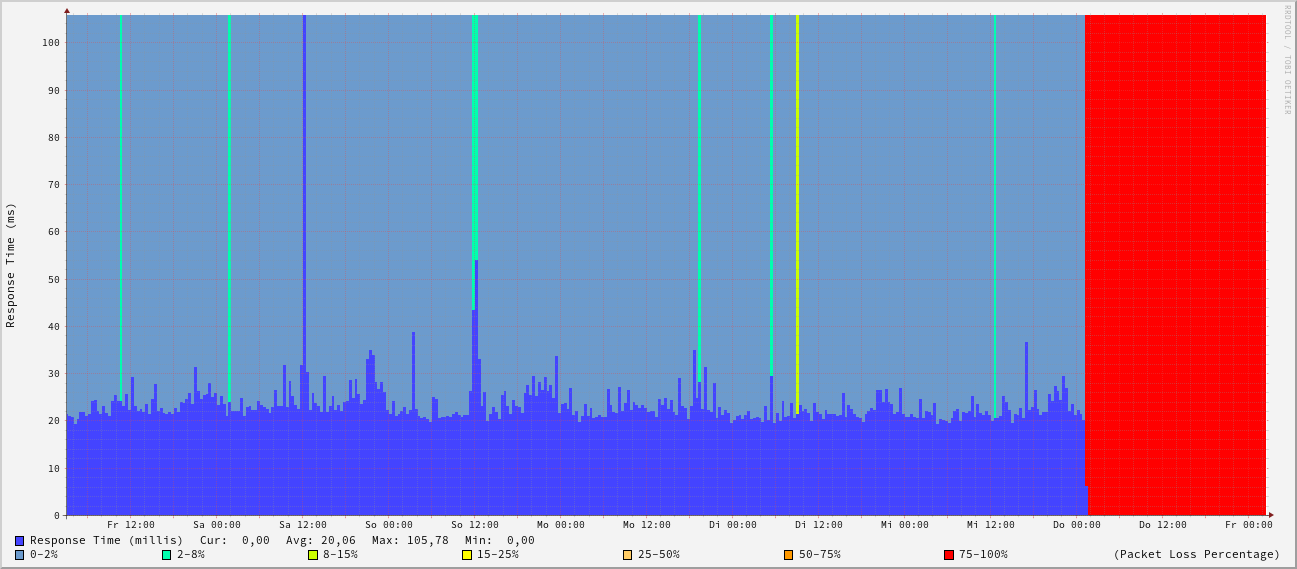 RRDTOOL / TOBI OETIKER
Response Time (ms)
100
90
80
70
60
50
40
30
20
10
0
Fr 12:00 Sa 00:00 Sa 12:00 So 00:00 So 12:00 Mo 00:00 Mo 12:00 Di 00:00 Di 12:00 Mi 00:00 Mi 12:00 Do 00:00 Do 12:00 Fr 00:00
Response Time (millis) Cur: 0,00 Avg: 20,06 Max: 105,78 Min: 0,00
0-2% 2-8% 8-15% 15-25% 25-50% 50-75% 75-100% (Packet Loss Percentage)